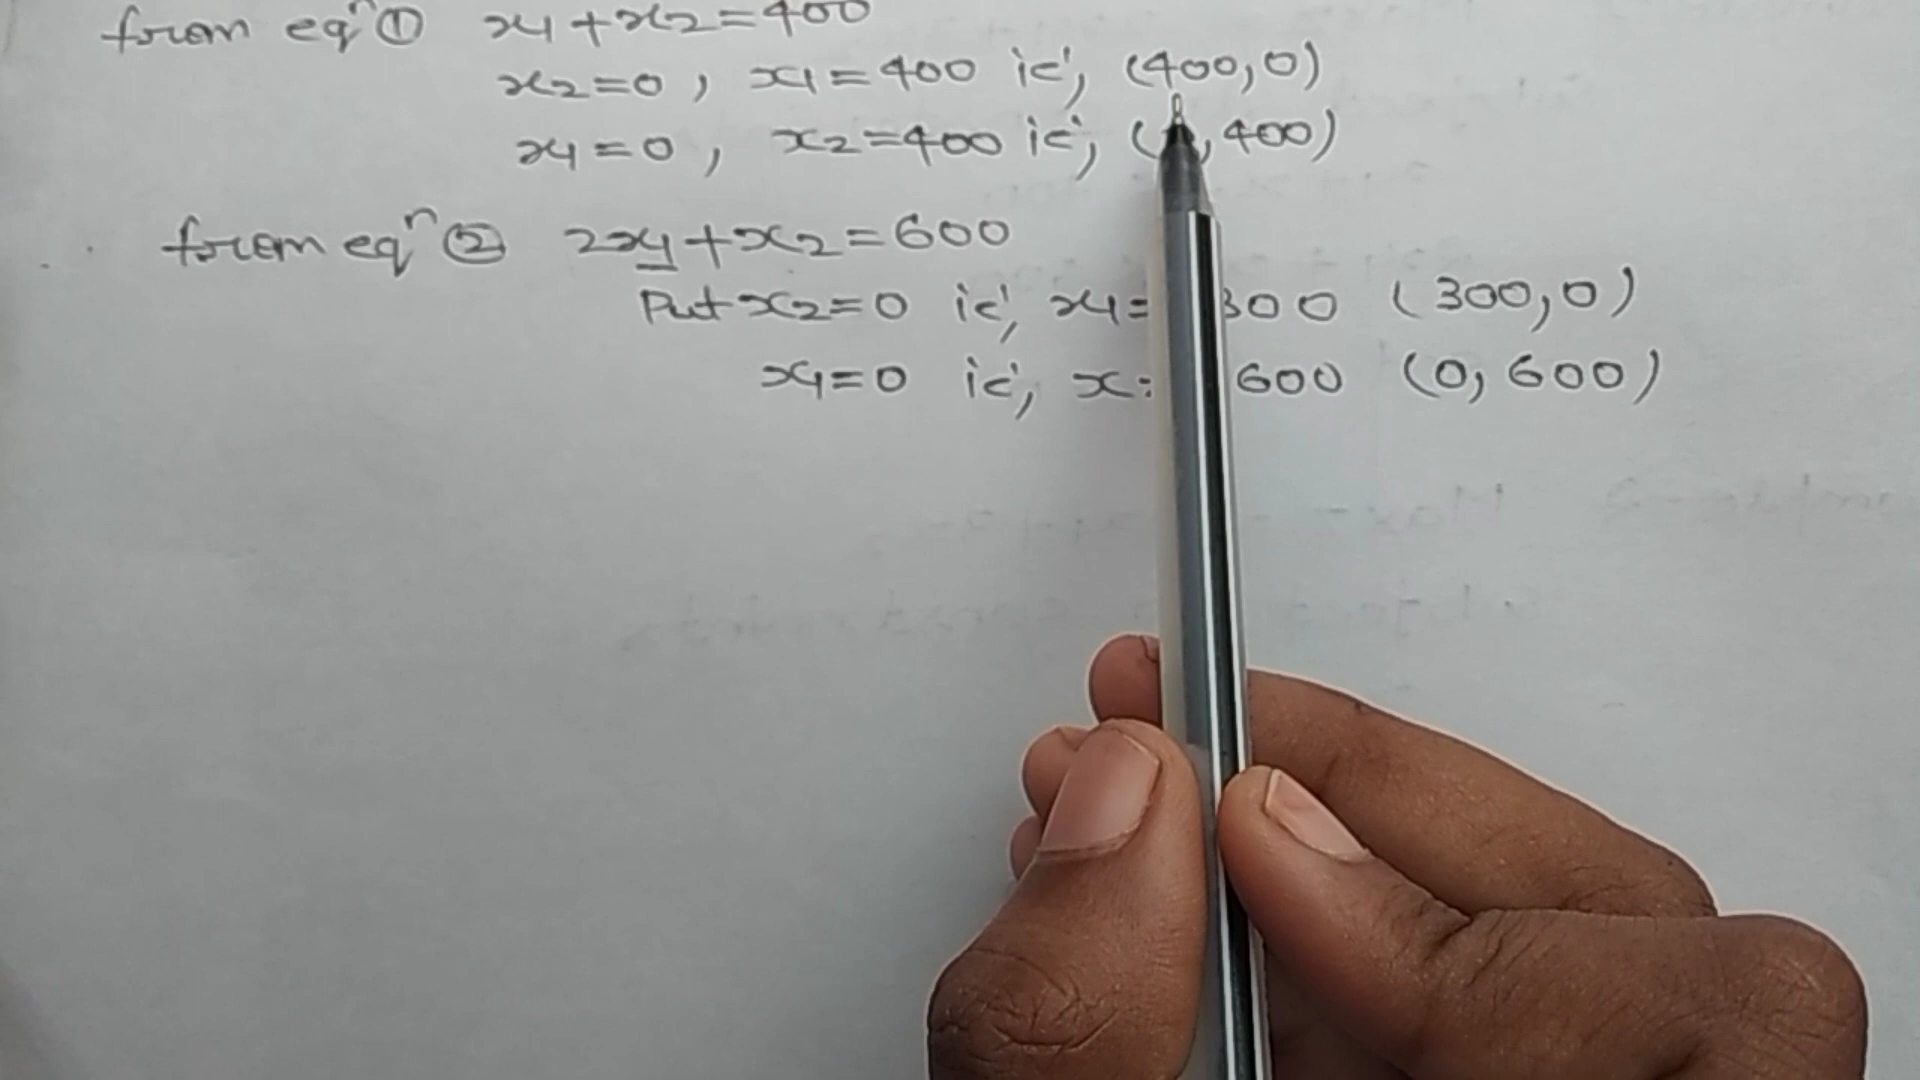 from eqⁿ ① x1+x2=400
x2=0, x1=400 ie, (400,0)
x1=0, x2=400 ie, ( ,400)
from eqⁿ ② 2x1+x2=600
Put x2=0 ie, x1= 300 (300,0)
x1=0 ie, x= 600 (0,600)